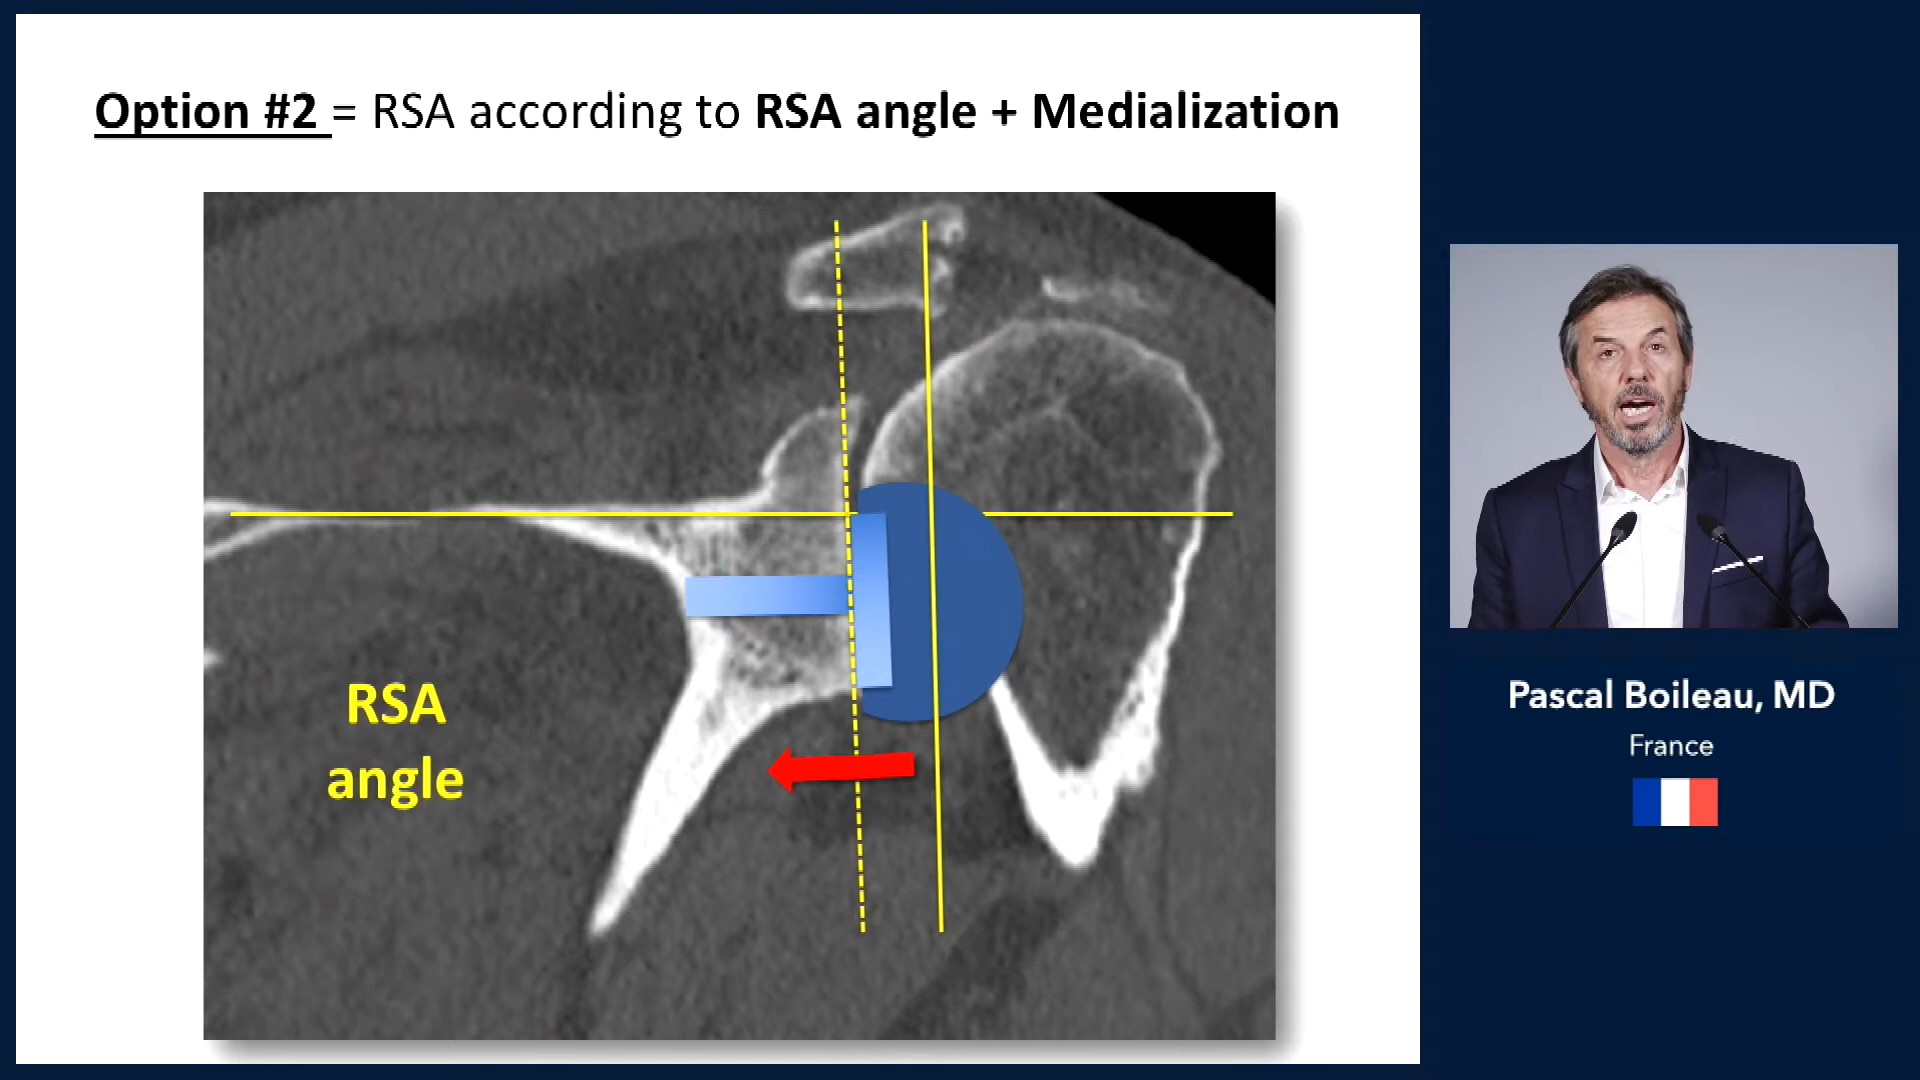 Option #2 = RSA according to RSA angle + Medialization
RSA
angle
Pascal Boileau, MD
France